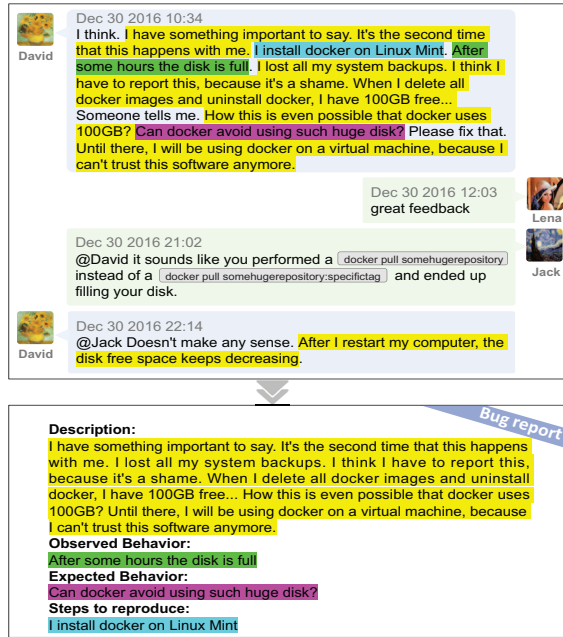 Dec 30 2016 10:34
I think. I have something important to say. It's the second time
that this happens with me. I install docker on Linux Mint. After
some hours the disk is full. I lost all my system backups. I think I
have to report this, because it's a shame. When I delete all
docker images and uninstall docker, I have 100GB free...
Someone tells me. How this is even possible that docker uses
100GB? Can docker avoid using such huge disk? Please fix that.
Until there, I will be using docker on a virtual machine, because I
can't trust this software anymore.
David
Dec 30 2016 12:03
great feedback
Lena
Dec 30 2016 21:02
@David it sounds like you performed a docker pull somehugerepository
instead of a docker pull somehugerepository:specifictag and ended up
filling your disk.
Jack
Dec 30 2016 22:14
@Jack Doesn't make any sense. After I restart my computer, the
disk free space keeps decreasing.
David
Bug report
Description:
I have something important to say. It's the second time that this happens
with me. I lost all my system backups. I think I have to report this,
because it's a shame. When I delete all docker images and uninstall
docker, I have 100GB free... How this is even possible that docker uses
100GB? Until there, I will be using docker on a virtual machine, because
I can't trust this software anymore.
Observed Behavior:
After some hours the disk is full
Expected Behavior:
Can docker avoid using such huge disk?
Steps to reproduce:
I install docker on Linux Mint